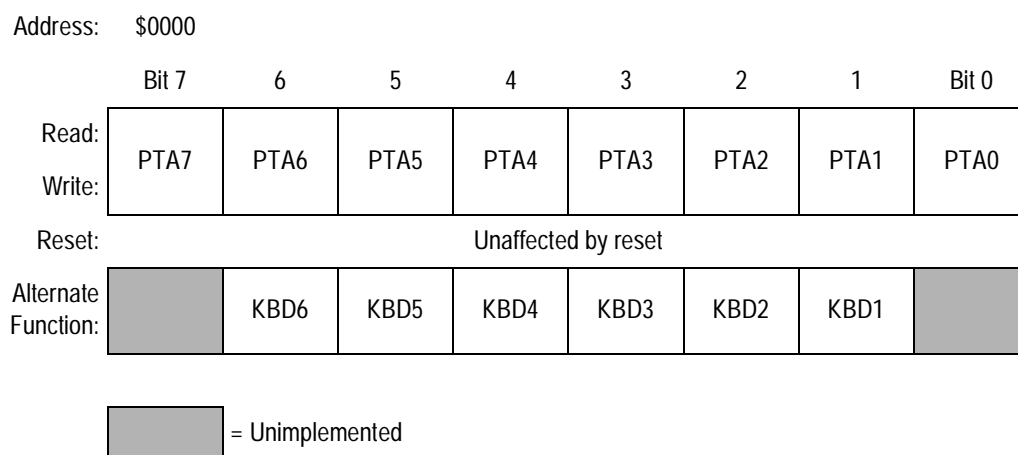 Address: $0000
Bit 7 6 5 4 3 2 1 Bit 0
Read:
PTA7 PTA6 PTA5 PTA4 PTA3 PTA2 PTA1 PTA0
Write:
Reset: Unaffected by reset
Alternate
Function:
KBD6 KBD5 KBD4 KBD3 KBD2 KBD1
= Unimplemented